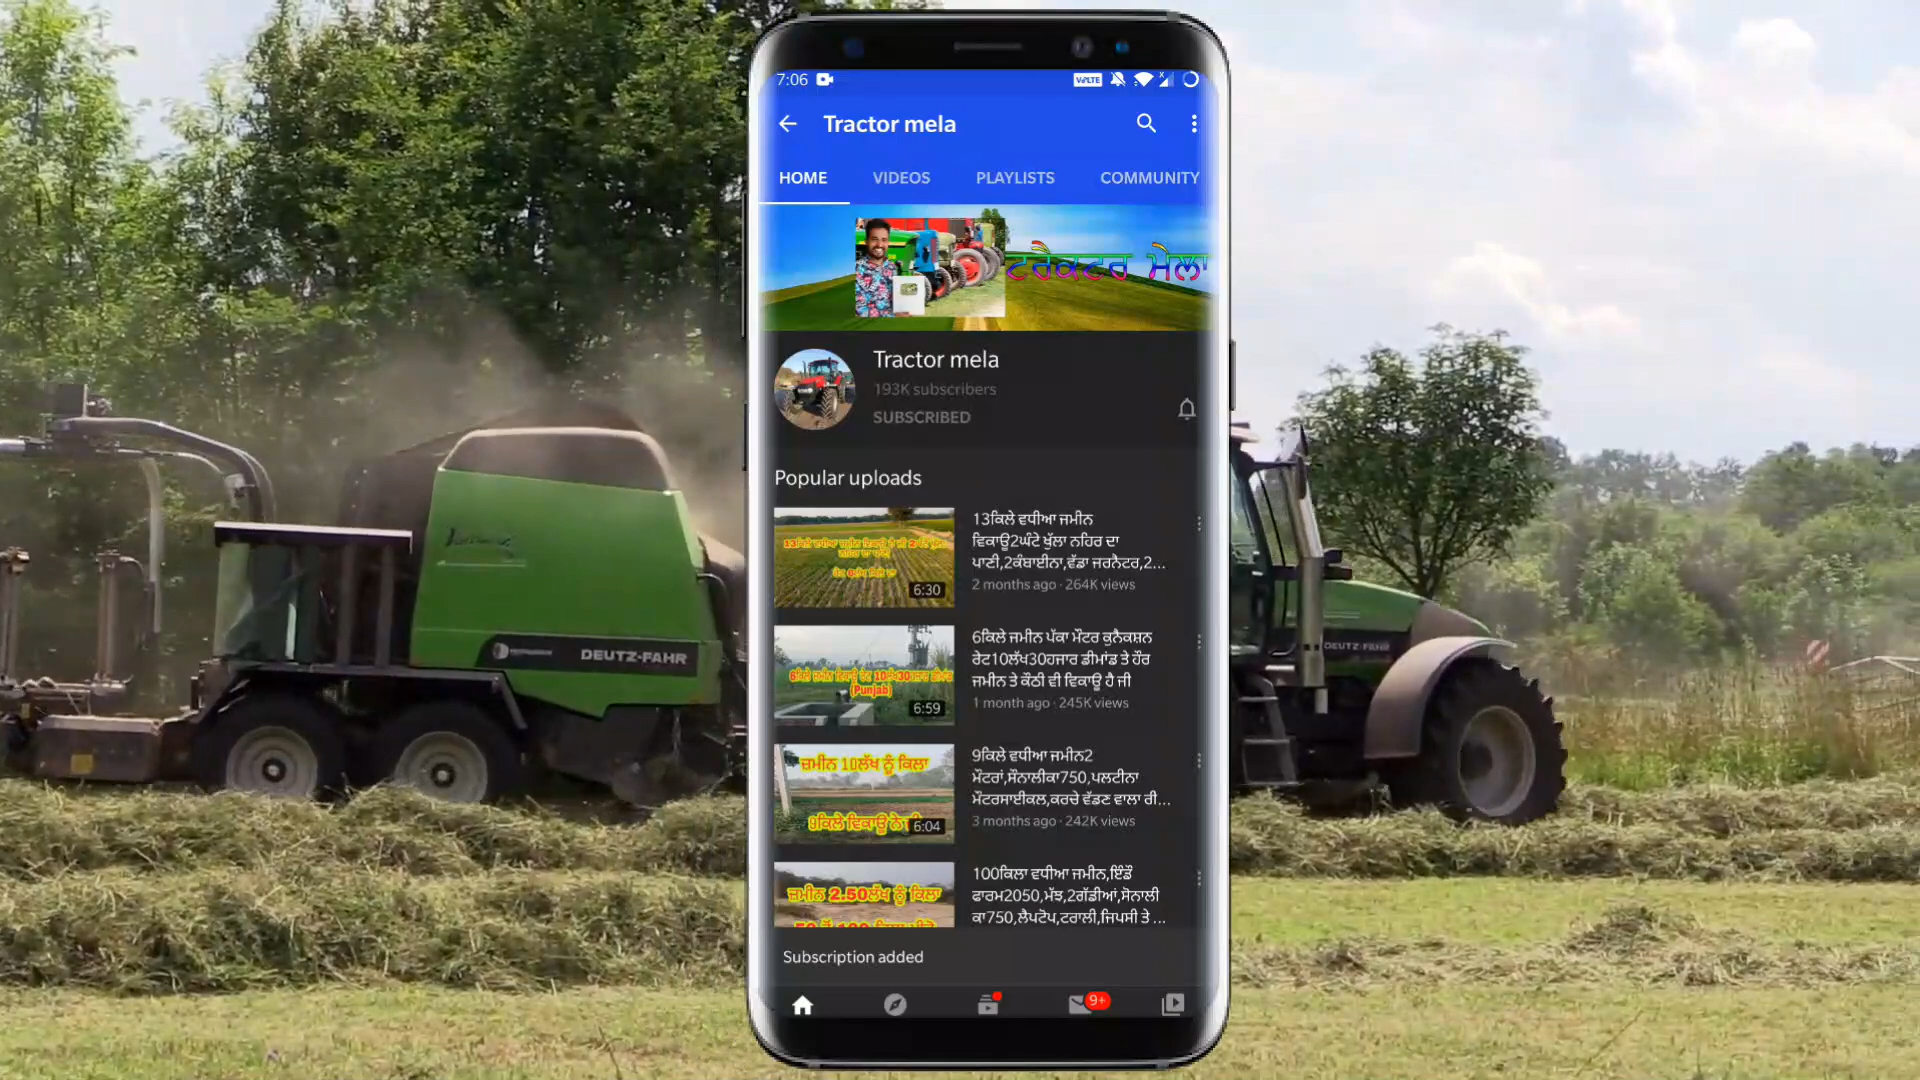 7:06
VoLTE
Tractor mela
HOME VIDEOS PLAYLISTS COMMUNITY
ਟਰੈਕਟਰ ਮੇਲਾ
Tractor mela
193K subscribers
SUBSCRIBED
Popular uploads
6:30
13ਕਿਲੇ ਵਧੀਆ ਜਮੀਨ
ਵਿਕਾਊ2ਘੰਟੇ ਖੁੱਲਾ ਨਹਿਰ ਦਾ
ਪਾਣੀ,2ਕੰਬਾਈਨਾ,ਵੱਡਾ ਜਰਨੈਟਰ,2...
2 months ago · 264K views
(Punjab)
6:59
6ਕਿਲੇ ਜਮੀਨ ਪੱਕਾ ਮੌਟਰ ਕੁਨੈਕਸ਼ਨ
ਰੇਟ10ਲੱਖ30ਹਜਾਰ ਡੀਮਾਂਡ ਤੇ ਹੌਰ
ਜਮੀਨ ਤੇ ਕੌਠੀ ਵੀ ਵਿਕਾਊ ਹੈ ਜੀ
1 month ago · 245K views
ਜ਼ਮੀਨ 10ਲੱਖ ਨੂੰ ਕਿਲਾ
9ਕਿਲੇ ਵਿਕਾਊ ਨੇ
6:04
9ਕਿਲੇ ਵਧੀਆ ਜਮੀਨ2
ਮੌਟਰਾਂ,ਸੌਨਾਲੀਕਾ750,ਪਲਟੀਨਾ
ਮੌਟਰਸਾਈਕਲ,ਕਰਚੇ ਵੱਡਣ ਵਾਲਾ ਰੀ...
3 months ago · 242K views
ਜ਼ਮੀਨ 2.50ਲੱਖ ਨੂੰ ਕਿਲਾ
100ਕਿਲਾ ਵਧੀਆ ਜਮੀਨ,ਇੰਡੌ
ਫਾਰਮ2050,ਮੱਝ,2ਗੱਡੀਆਂ,ਸੋਨਾਲੀ
ਕਾ750,ਲੈਪਟੋਪ,ਟਰਾਲੀ,ਜਿਪਸੀ ਤੇ ...
Subscription added
9+
DEUTZ-FAHR
DEUTZ-FAHR